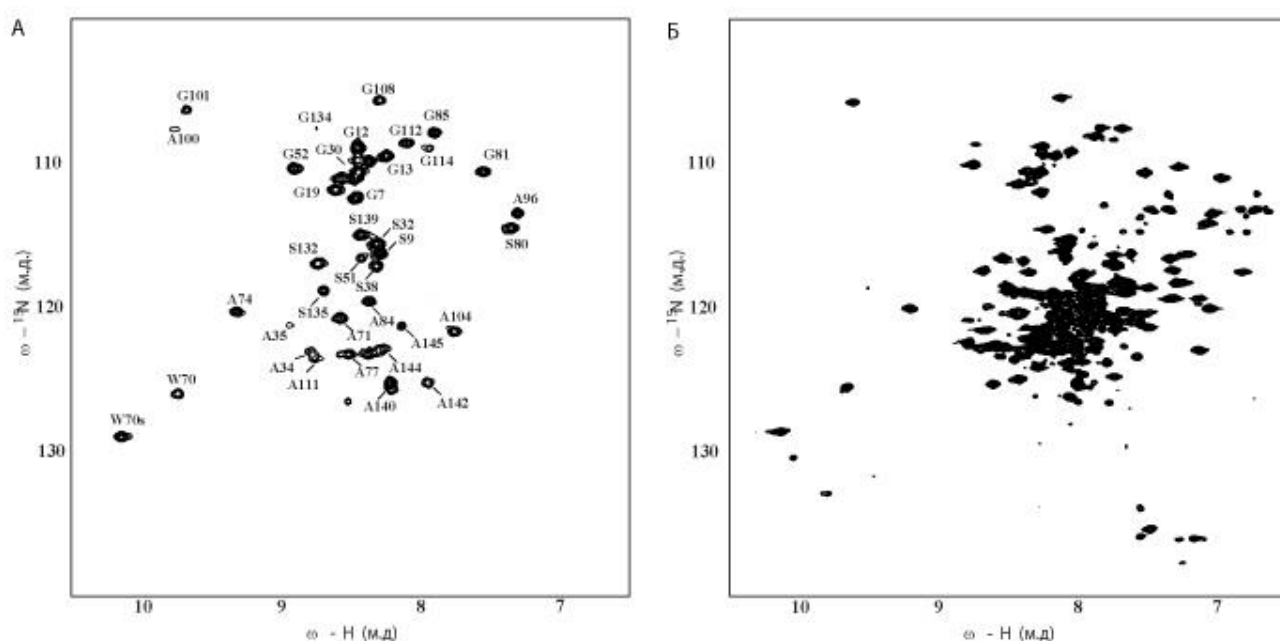 А
Б
110
120
130
G101
A100
G134
G108
G12
G30
G52
G19
G85
G112
G114
G13
G7
G81
A96
S80
S139
S32
S9
S132
S51
S38
S135
A74
A35
A71
A84
A145
A104
A34
A111
A77
A144
A140
A142
W70
W70s
10
9
8
7
ω - H (м.д)
ω – ¹⁵N (м.д.)
110
120
130
10
9
8
7
ω - H (м.д)
ω – ¹⁵N (м.д.)